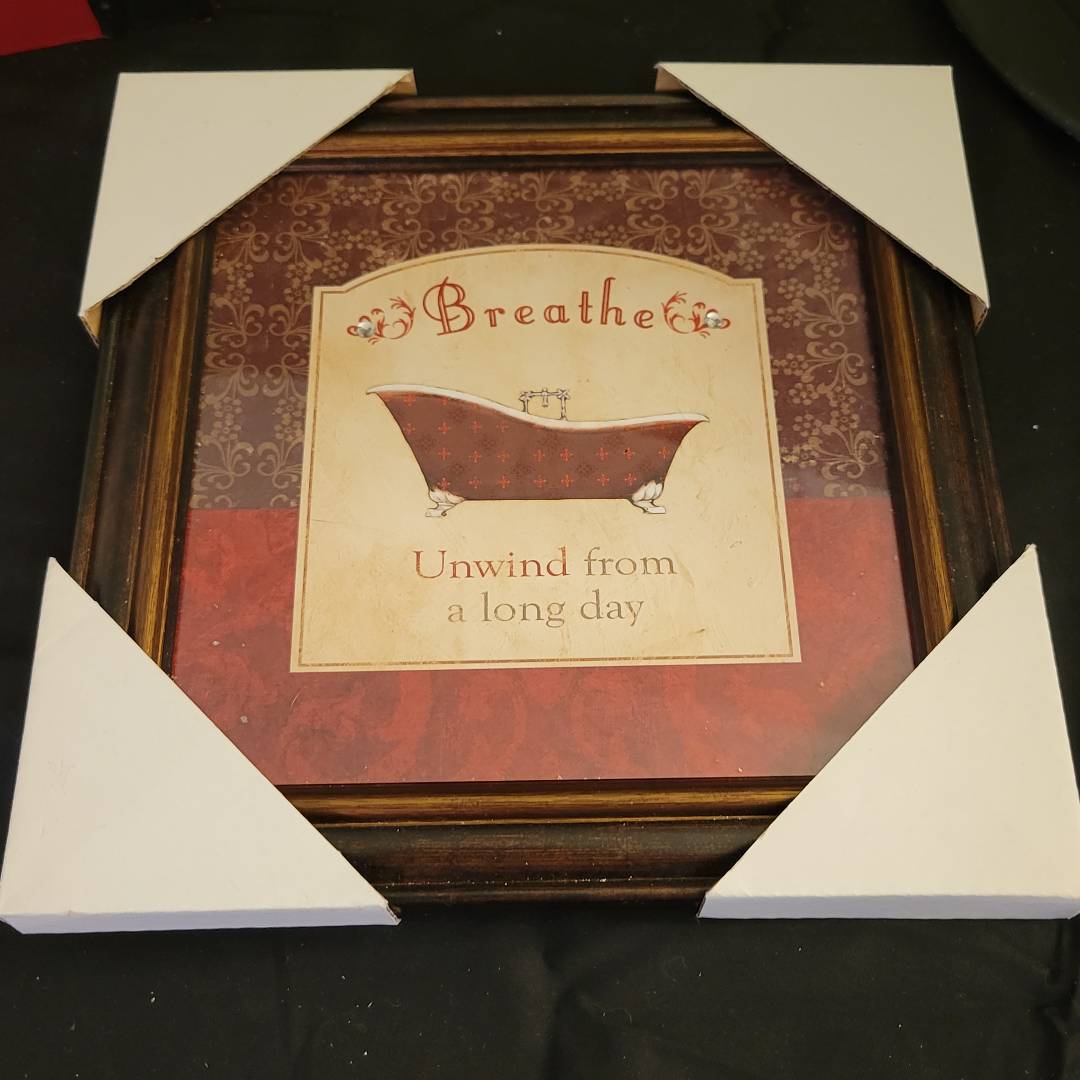 Breathe
Unwind from
a long day